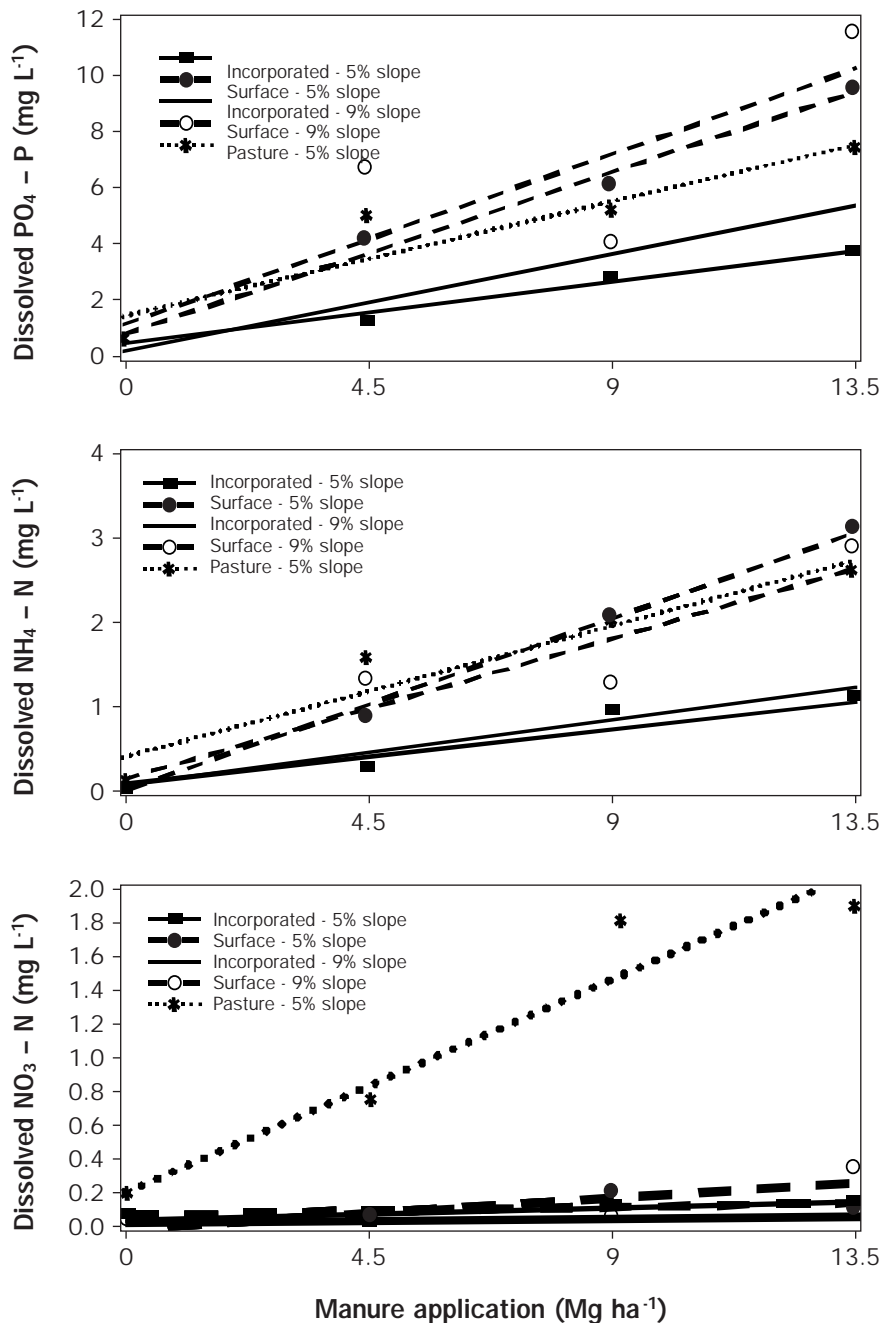 12
10
8
6
4
2
0
Dissolved PO₄ – P (mg L⁻¹)
Incorporated - 5% slope
Surface - 5% slope
Incorporated - 9% slope
Surface - 9% slope
Pasture - 5% slope
0 4.5 9 13.5
4
3
2
1
0
Dissolved NH₄ – N (mg L⁻¹)
Incorporated - 5% slope
Surface - 5% slope
Incorporated - 9% slope
Surface - 9% slope
Pasture - 5% slope
0 4.5 9 13.5
2.0
1.8
1.6
1.4
1.2
1.0
0.8
0.6
0.4
0.2
0.0
Dissolved NO₃ – N (mg L⁻¹)
Incorporated - 5% slope
Surface - 5% slope
Incorporated - 9% slope
Surface - 9% slope
Pasture - 5% slope
0 4.5 9 13.5
Manure application (Mg ha⁻¹)